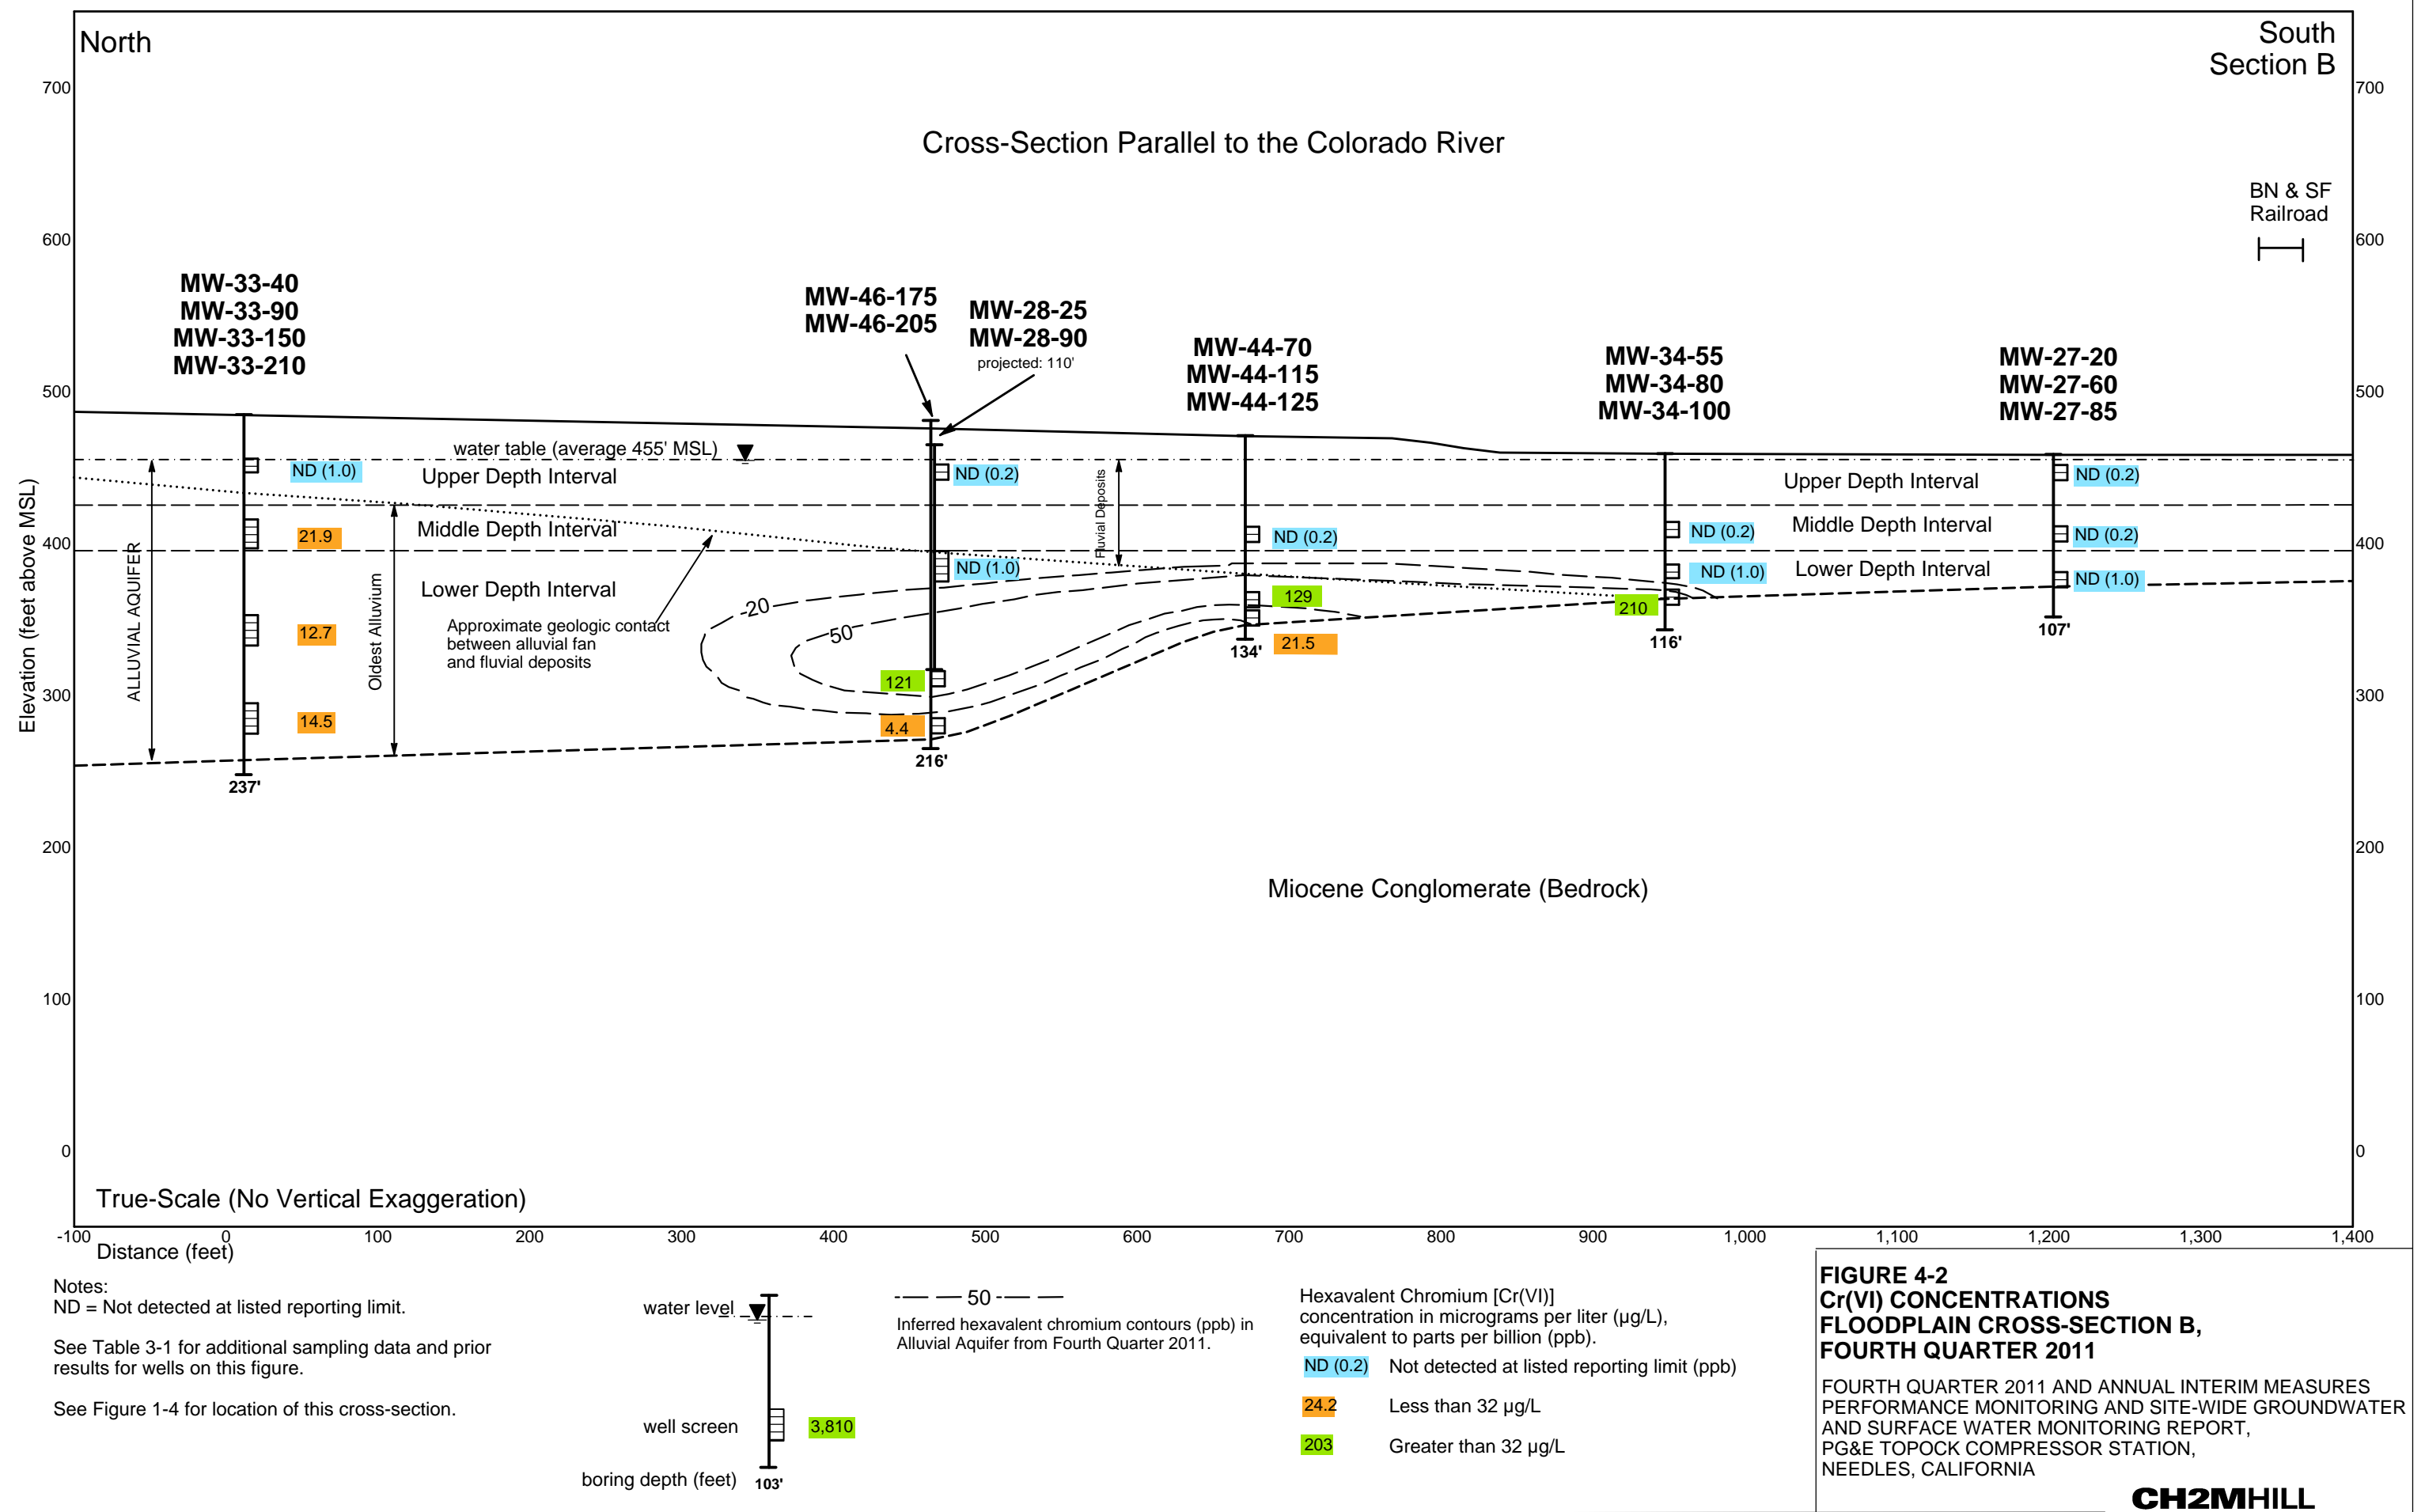 North
South
Section B
Cross-Section Parallel to the Colorado River
BN & SF
Railroad
700
600
500
400
300
200
100
0
Elevation (feet above MSL)
700
600
500
400
300
200
100
0
MW-33-40
MW-33-90
MW-33-150
MW-33-210
MW-46-175
MW-46-205
MW-28-25
MW-28-90
projected: 110'
MW-44-70
MW-44-115
MW-44-125
MW-34-55
MW-34-80
MW-34-100
MW-27-20
MW-27-60
MW-27-85
water table (average 455' MSL)
Upper Depth Interval
Middle Depth Interval
Lower Depth Interval
Approximate geologic contact
between alluvial fan
and fluvial deposits
ALLUVIAL AQUIFER
Oldest Alluvium
Fluvial Deposits
Upper Depth Interval
Middle Depth Interval
Lower Depth Interval
ND (1.0)
21.9
12.7
14.5
237'
20
50
ND (0.2)
ND (1.0)
121
4.4
216'
ND (0.2)
129
21.5
134'
ND (0.2)
ND (1.0)
210
116'
ND (0.2)
ND (0.2)
ND (1.0)
107'
Miocene Conglomerate (Bedrock)
True-Scale (No Vertical Exaggeration)
-100 0 100 200 300 400 500 600 700 800 900 1,000 1,100 1,200 1,300 1,400
Distance (feet)
Notes:
ND = Not detected at listed reporting limit.
See Table 3-1 for additional sampling data and prior
results for wells on this figure.
See Figure 1-4 for location of this cross-section.
water level
well screen
3,810
boring depth (feet)
103'
50
Inferred hexavalent chromium contours (ppb) in
Alluvial Aquifer from Fourth Quarter 2011.
Hexavalent Chromium [Cr(VI)]
concentration in micrograms per liter (µg/L),
equivalent to parts per billion (ppb).
ND (0.2) Not detected at listed reporting limit (ppb)
24.2 Less than 32 µg/L
203 Greater than 32 µg/L
FIGURE 4-2
Cr(VI) CONCENTRATIONS
FLOODPLAIN CROSS-SECTION B,
FOURTH QUARTER 2011
FOURTH QUARTER 2011 AND ANNUAL INTERIM MEASURES
PERFORMANCE MONITORING AND SITE-WIDE GROUNDWATER
AND SURFACE WATER MONITORING REPORT,
PG&E TOPOCK COMPRESSOR STATION,
NEEDLES, CALIFORNIA
CH2MHILL